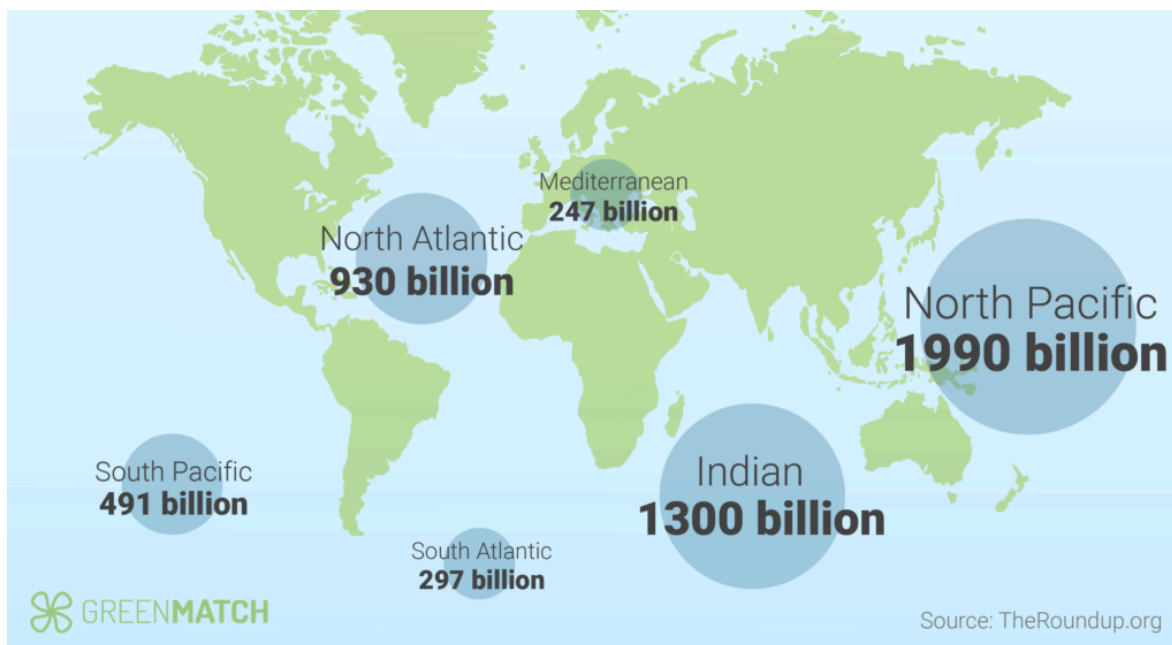 Mediterranean
247 billion
North Atlantic
930 billion
North Pacific
1990 billion
South Pacific
491 billion
Indian
1300 billion
South Atlantic
297 billion
GREENMATCH
Source: TheRoundup.org